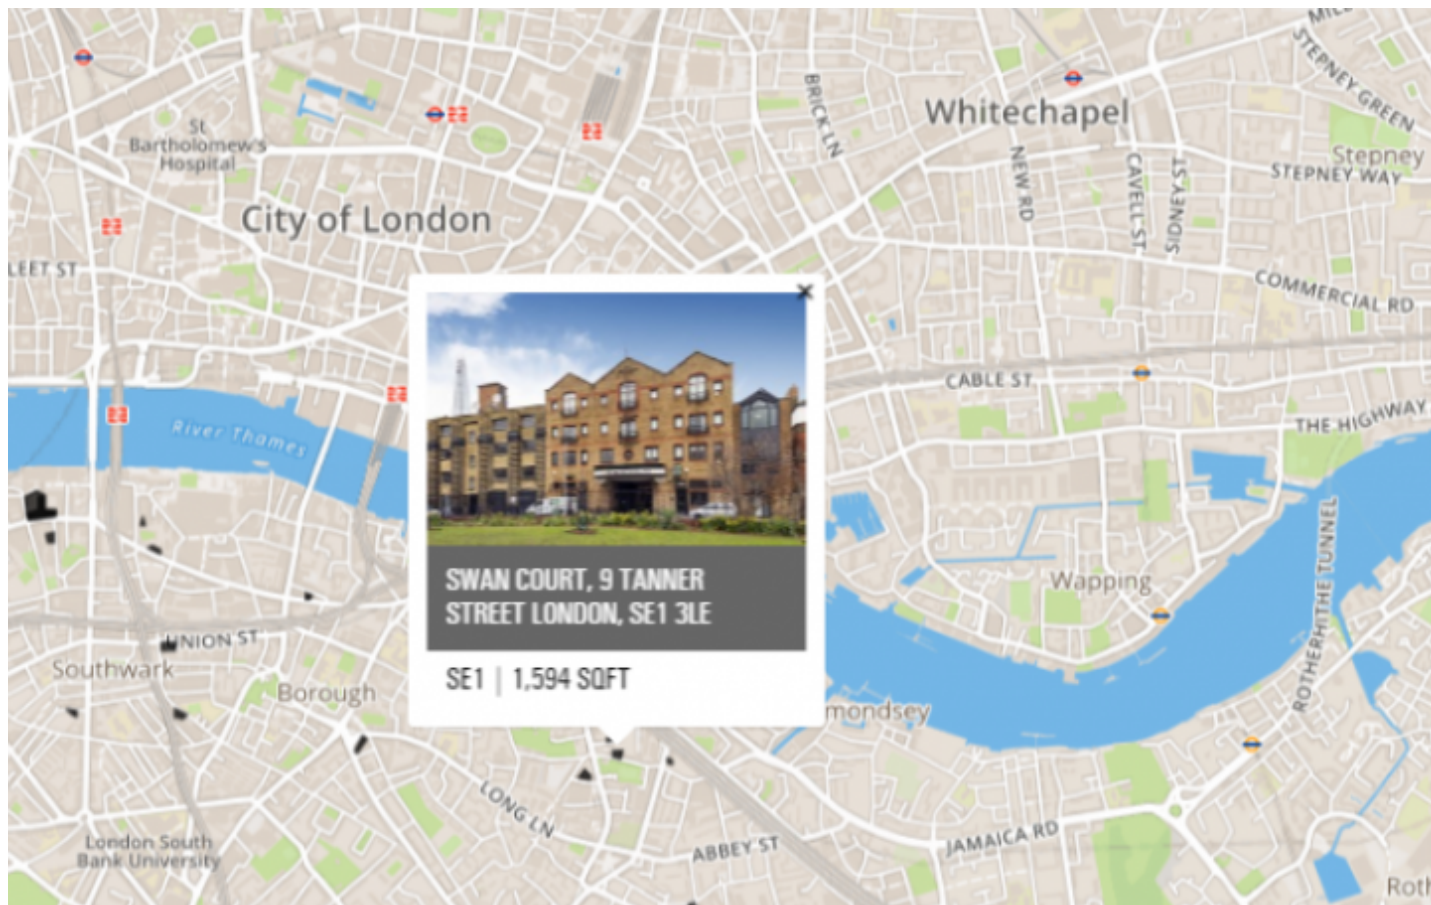 MILE
STEPNEY GREEN
BRICK LN
Whitechapel
St
Bartholomew's
Hospital
Stepney
STEPNEY WAY
NEW RD
CAVELL ST
SIDNEY ST
City of London
LEET ST
COMMERCIAL RD
CABLE ST
THE HIGHWAY
River Thames
ROTHERHITHE TUNNEL
SWAN COURT, 9 TANNER
STREET LONDON, SE1 3LE
SE1 | 1,594 SQFT
Wapping
UNION ST
Southwark
Borough
mondsey
LONG LN
JAMAICA RD
ABBEY ST
London South
Bank University
Roth